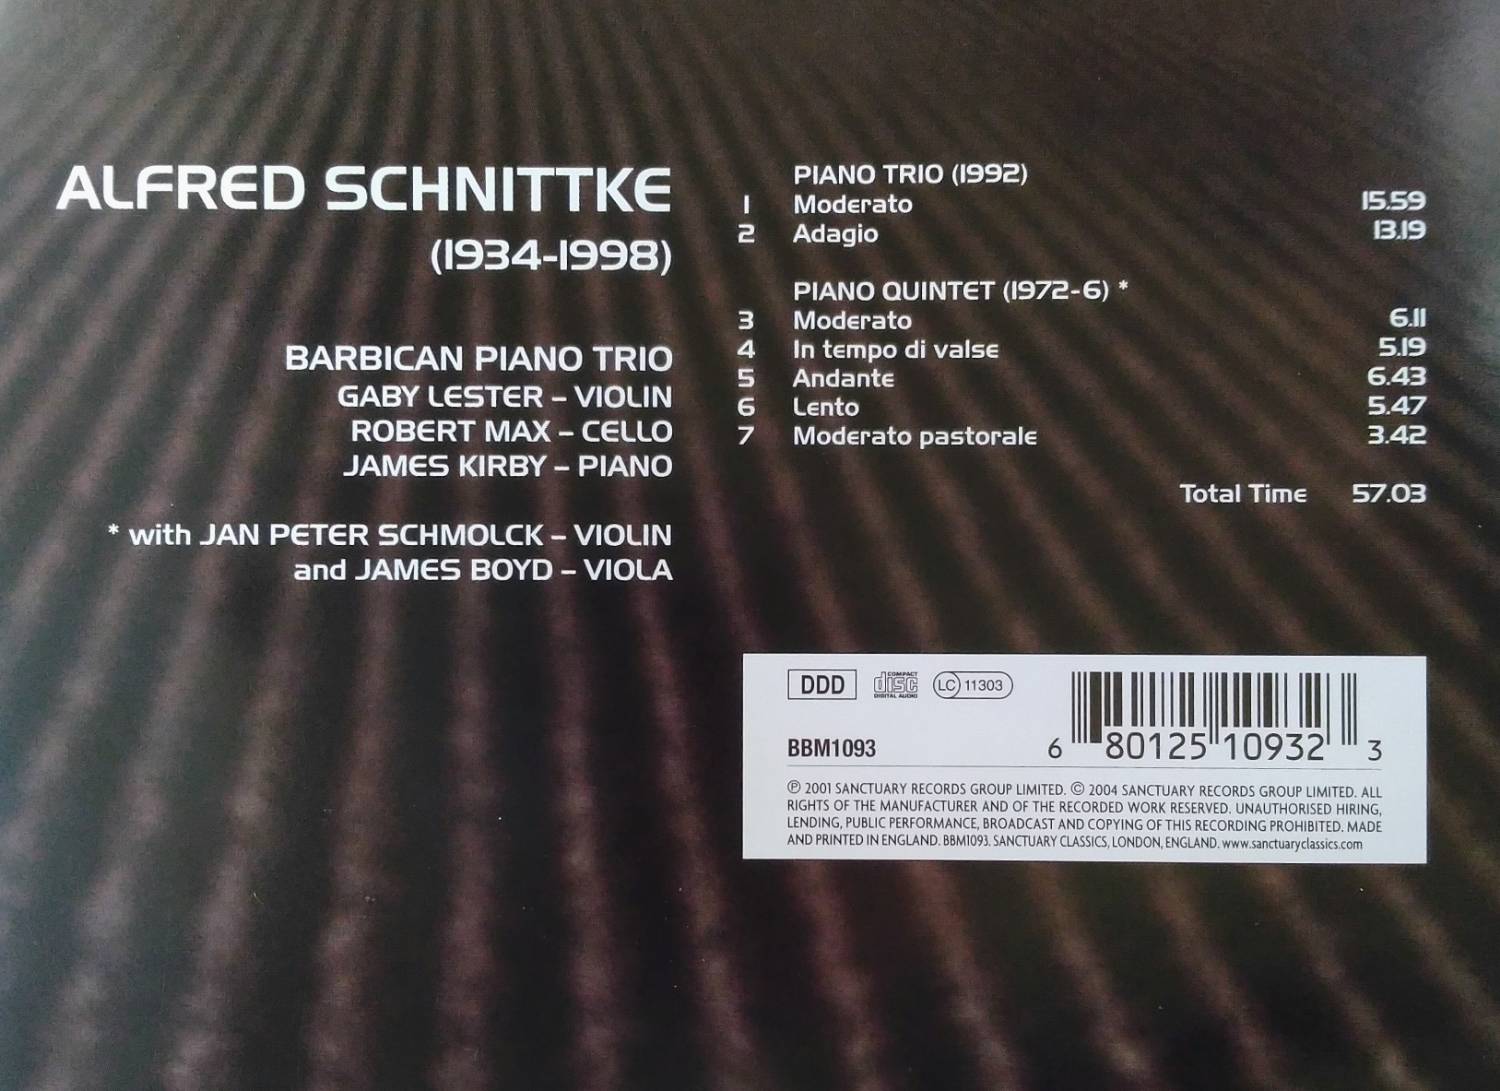 ALFRED SCHNITTKE
(1934-1998)
BARBICAN PIANO TRIO
GABY LESTER – VIOLIN
ROBERT MAX – CELLO
JAMES KIRBY – PIANO
* with JAN PETER SCHMOLCK – VIOLIN
and JAMES BOYD – VIOLA
PIANO TRIO (1992)
1 Moderato 15.59
2 Adagio 13.19
PIANO QUINTET (1972-6) *
3 Moderato 6.11
4 In tempo di valse 5.19
5 Andante 6.43
6 Lento 5.47
7 Moderato pastorale 3.42
Total Time 57.03
DDD COMPACT disc DIGITAL AUDIO LC 11303
BBM1093
6 80125 10932 3
℗ 2001 SANCTUARY RECORDS GROUP LIMITED. © 2004 SANCTUARY RECORDS GROUP LIMITED. ALL
RIGHTS OF THE MANUFACTURER AND OF THE RECORDED WORK RESERVED. UNAUTHORISED HIRING,
LENDING, PUBLIC PERFORMANCE, BROADCAST AND COPYING OF THIS RECORDING PROHIBITED. MADE
AND PRINTED IN ENGLAND. BBM1093. SANCTUARY CLASSICS, LONDON, ENGLAND. www.sanctuaryclassics.com